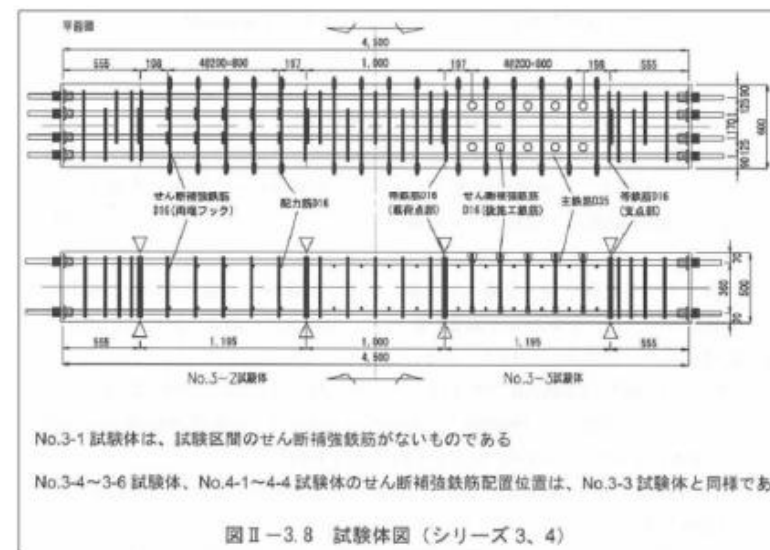 平面図
4,500
555 198 4@200=800 197 1,000 197 4@200=800 198 555
90 125 170 125 90
600
せん断補強鉄筋
D16(両端フック)
配力筋D16
帯鉄筋D16
(載荷点部)
せん断補強鉄筋
D16(後施工鉄筋)
主鉄筋D35
帯鉄筋D16
(支点部)
70 360 70
500
555 1,195 1,000 1,195 555
4,500
No.3-2試験体 No.3-3試験体
No.3-1 試験体は、試験区間のせん断補強鉄筋がないものである
No.3-4～3-6 試験体、No.4-1～4-4 試験体のせん断補強鉄筋配置位置は、No.3-3 試験体と同様であ
図Ⅱ-3.8 試験体図（シリーズ 3、4）